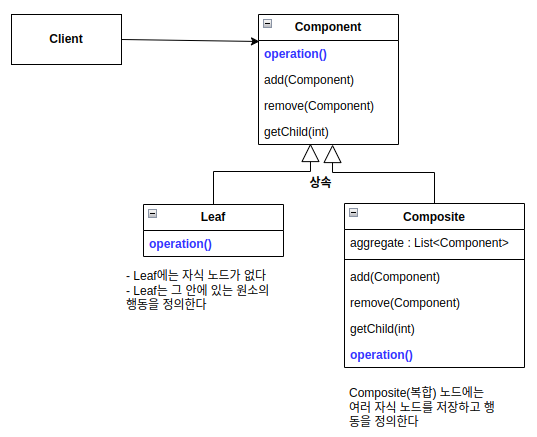 Client
Component
operation()
add(Component)
remove(Component)
getChild(int)
상속
Leaf
operation()
- Leaf에는 자식 노드가 없다
- Leaf는 그 안에 있는 원소의
행동을 정의한다
Composite
aggregate : List<Component>
add(Component)
remove(Component)
getChild(int)
operation()
Composite(복합) 노드에는
여러 자식 노드를 저장하고 행
동을 정의한다